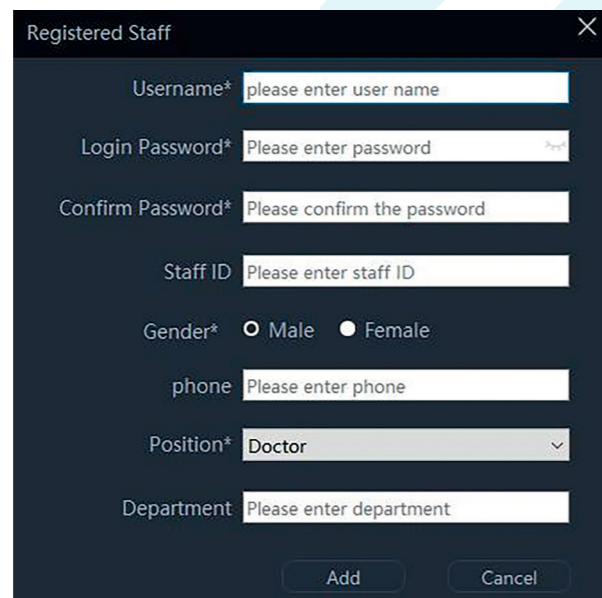 Registered Staff
Username* please enter user name
Login Password* Please enter password
Confirm Password* Please confirm the password
Staff ID Please enter staff ID
Gender* Male Female
phone Please enter phone
Position* Doctor
Department Please enter department
Add Cancel